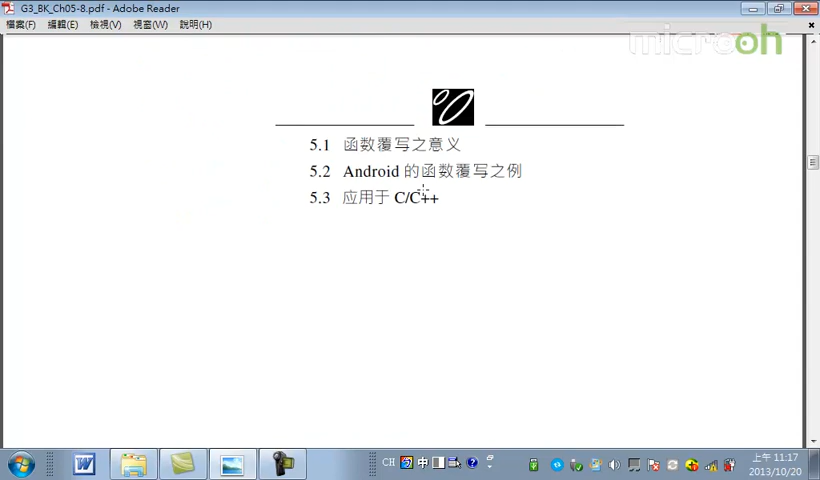 G3_BK_Ch05-8.pdf - Adobe Reader
檔案(F) 編輯(E) 檢視(V) 視窗(W) 說明(H)
microoh
5.1 函数覆写之意义
5.2 Android 的函数覆写之例
5.3 应用于 C/C++
CH 中
上午 11:17
2013/10/20